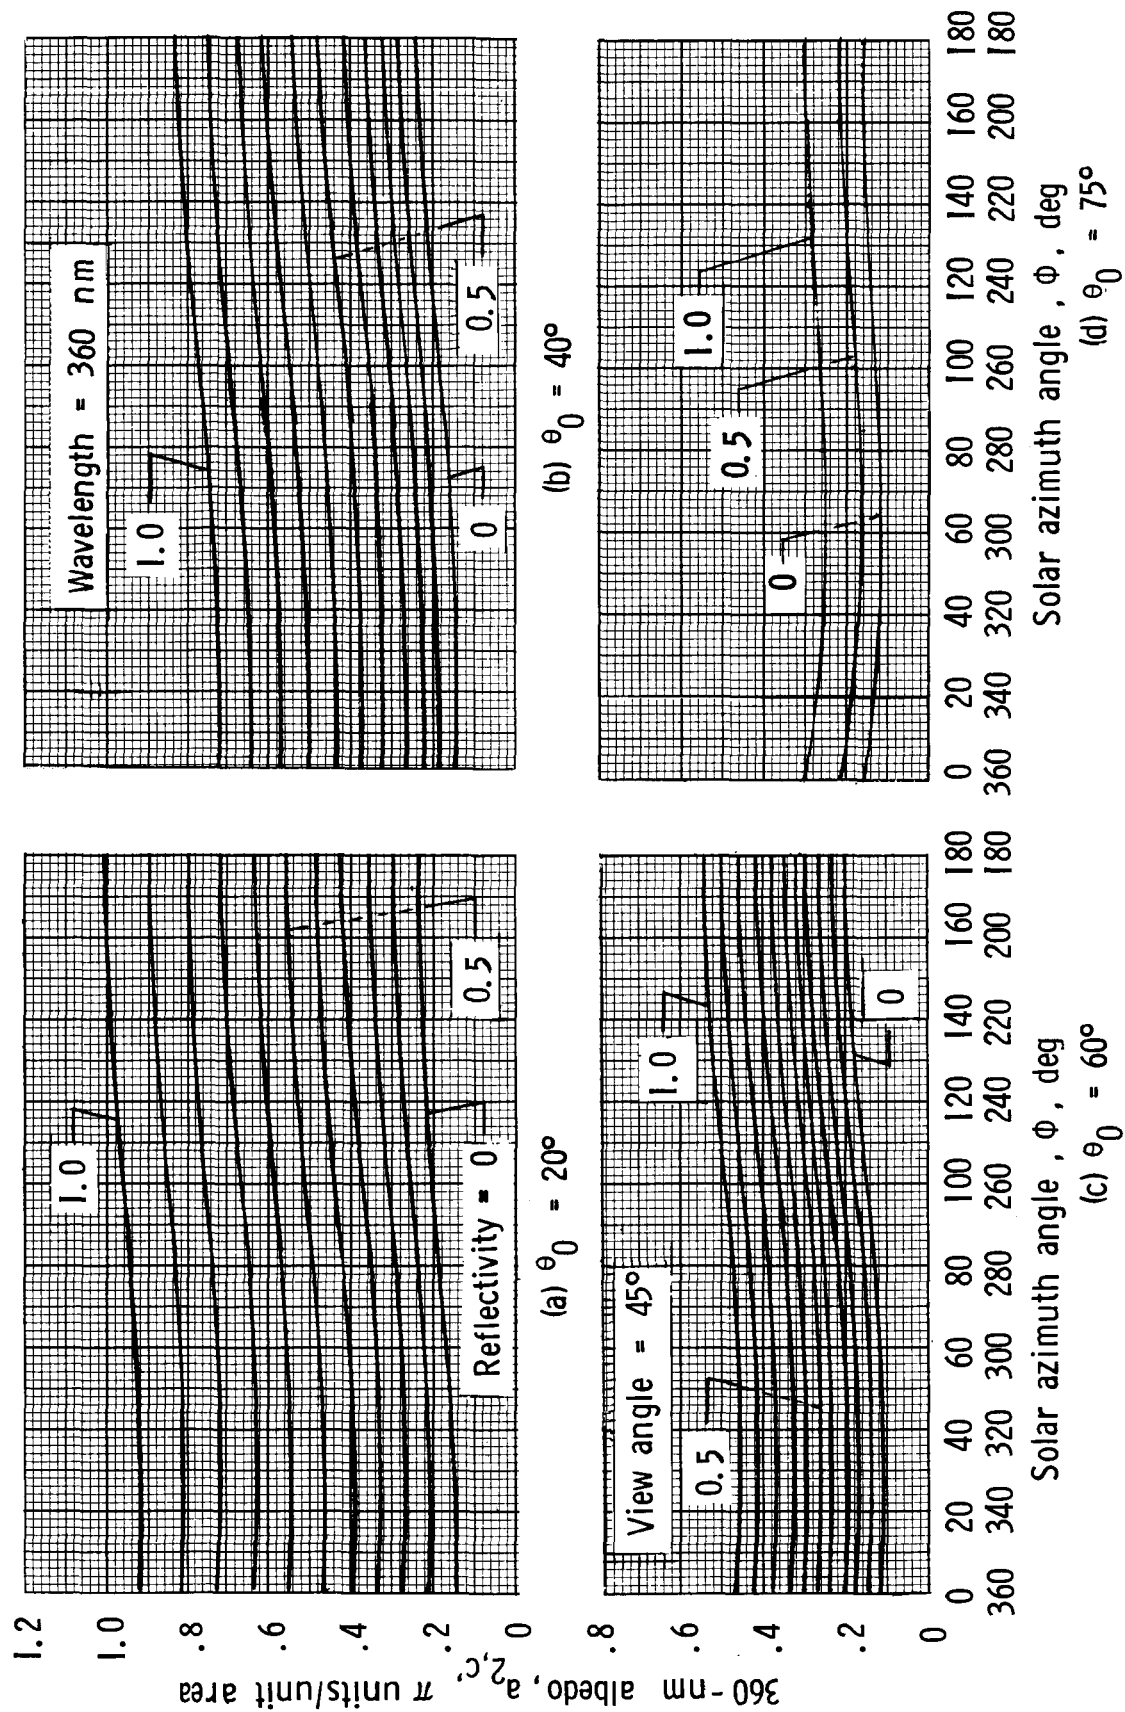 360-nm albedo, a2,c, π units/unit area
1.2
1.0
.8
.6
.4
.2
0
1.0
Reflectivity = 0
0.5
(a) θ0 = 20°
Wavelength = 360 nm
1.0
0
0.5
(b) θ0 = 40°
.8
.6
.4
.2
0
View angle = 45°
0.5
1.0
0
0 20 40 60 80 100 120 140 160 180
360 340 320 300 280 260 240 220 200 180
Solar azimuth angle, Φ, deg
(c) θ0 = 60°
0
0.5
1.0
0 20 40 60 80 100 120 140 160 180
360 340 320 300 280 260 240 220 200 180
Solar azimuth angle, Φ, deg
(d) θ0 = 75°